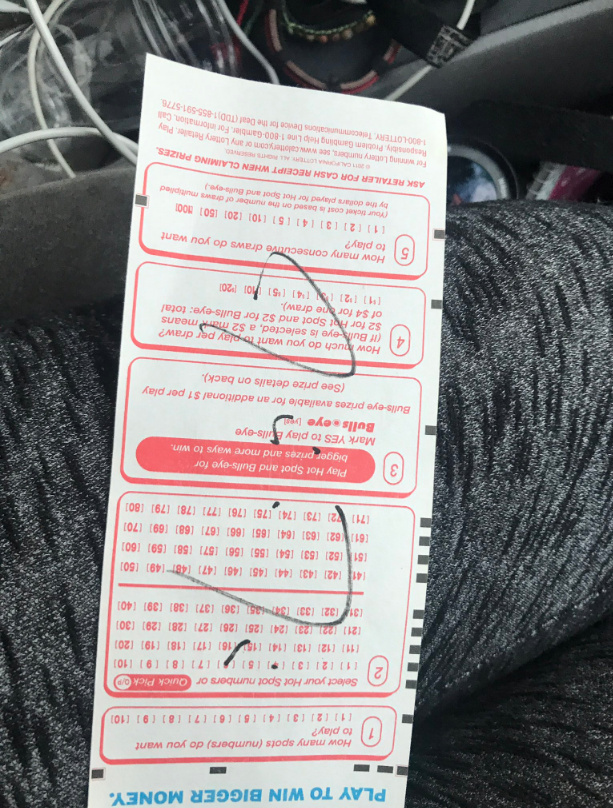 PLAY TO WIN BIGGER MONEY.
1
How many spots (numbers) do you want
to play?
[1] [2] [3] [4] [5] [6] [7] [8] [9] [10]
2
Select your Hot Spot numbers or Quick Pick Q/P
[1] [2] [3] [5] [7] [8] [9] [10]
[11] [12] [13] [14] [15] [16] [17] [18] [19] [20]
[21] [22] [23] [24] [25] [26] [27] [28] [29] [30]
[31] [32] [33] [34] [35] [36] [37] [38] [39] [40]
[41] [42] [43] [44] [45] [46] [47] [48] [49] [50]
[51] [52] [53] [54] [55] [56] [57] [58] [59] [60]
[61] [62] [63] [64] [65] [66] [67] [68] [69] [70]
[71] [72] [73] [74] [75] [76] [77] [78] [79] [80]
3
Play Hot Spot and Bulls-eye for
bigger prizes and more ways to win.
Mark YES to play Bulls-eye
Bulls-eye [yes]
Bulls-eye prizes available for an additional $1 per play
(See prize details on back).
4
How much do you want to play per draw?
(If Bulls-eye is selected, a $2 mark means
$2 for Hot Spot and $2 for Bulls-eye: total
of $4 for one draw).
[$1] [$2] [$3] [$4] [$5] [$10] [$20]
5
How many consecutive draws do you want
to play?
[1] [2] [3] [4] [5] [10] [20] [50] [100]
(Your ticket cost is based on the number of draws multiplied
by the dollars played for Hot Spot and Bulls-eye.)
ASK RETAILER FOR CASH RECEIPT WHEN CLAIMING PRIZES.
© 2011 CALIFORNIA LOTTERY. ALL RIGHTS RESERVED.
For winning Lottery numbers, see www.calottery.com or any Lottery Retailer. Play
Responsibly. Problem Gambling Help Line 1-800-Gambler. For Information, Call
1-800-LOTTERY, Telecommunications Device for the Deaf (TDD) 1-855-591-5776